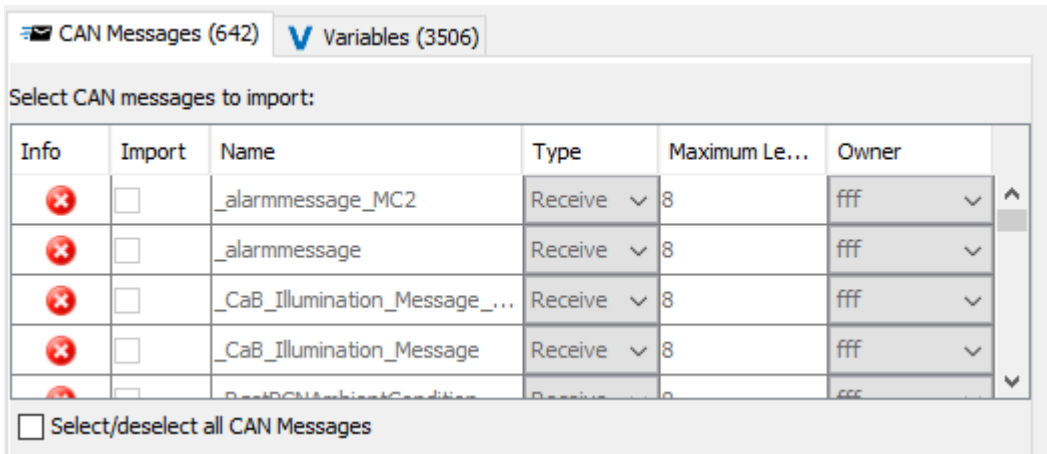 CAN Messages (642) Variables (3506)
Select CAN messages to import:
Info Import Name Type Maximum Le... Owner
_alarmmessage_MC2 Receive 8 fff
_alarmmessage Receive 8 fff
_CaB_Illumination_Message_... Receive 8 fff
_CaB_Illumination_Message Receive 8 fff
Select/deselect all CAN Messages